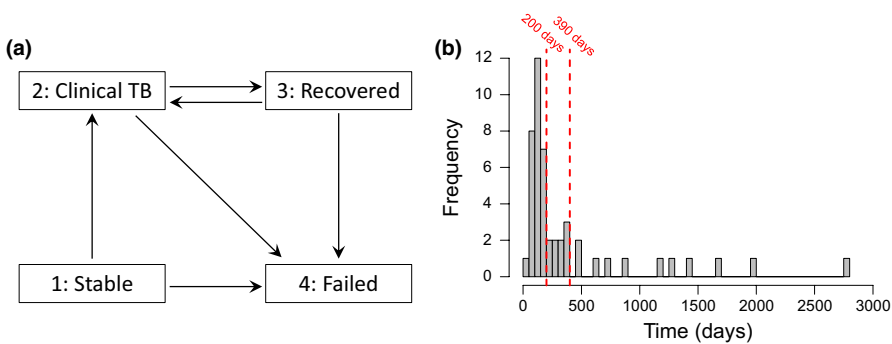 (a)
2: Clinical TB
3: Recovered
1: Stable
4: Failed
(b)
200 days
390 days
Frequency
12
10
8
6
4
2
0
0 500 1000 1500 2000 2500 3000
Time (days)